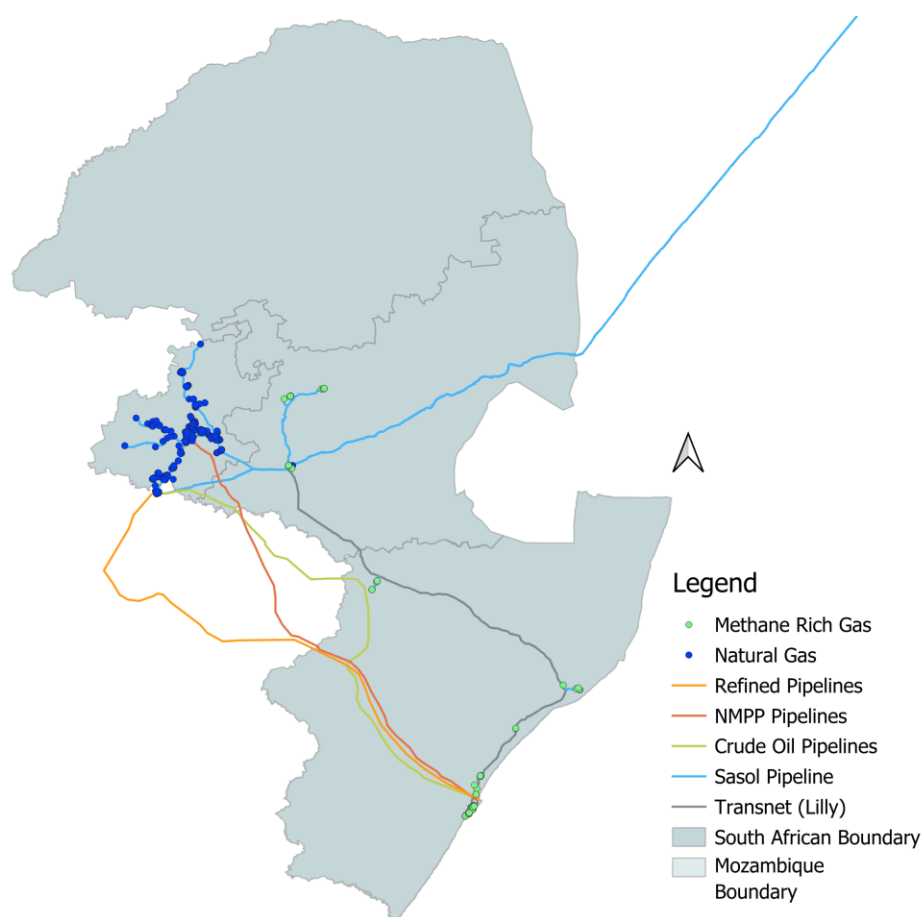 Legend
Methane Rich Gas
Natural Gas
Refined Pipelines
NMPP Pipelines
Crude Oil Pipelines
Sasol Pipeline
Transnet (Lilly)
South African Boundary
Mozambique
Boundary